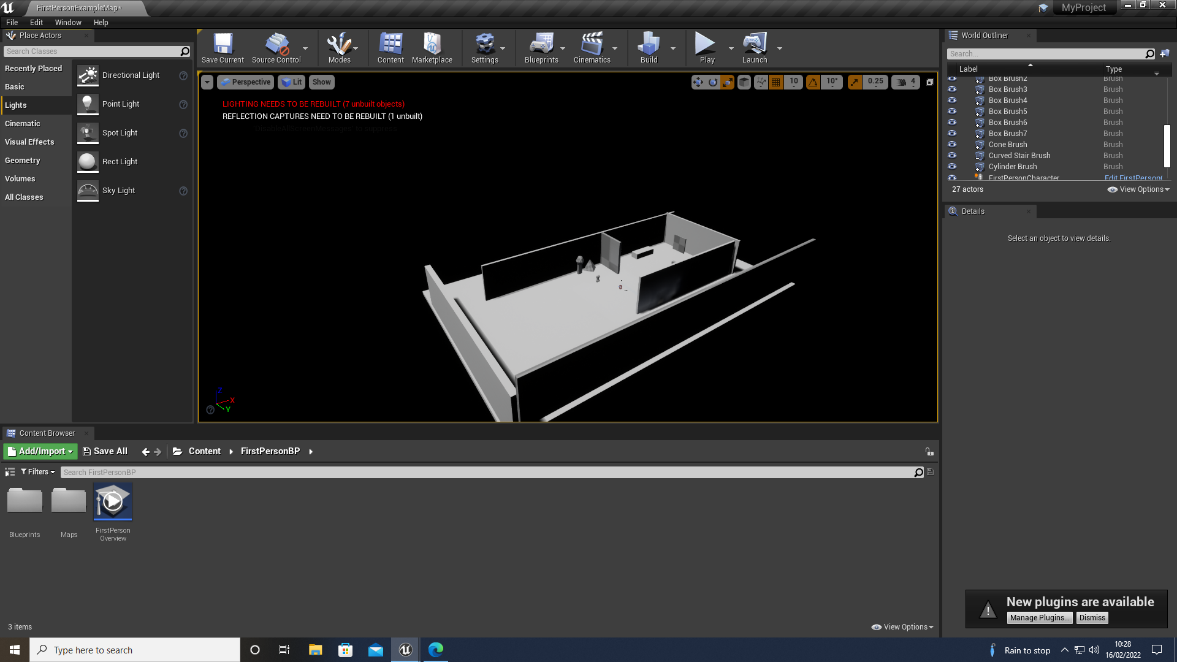 FirstPersonExampleMap*
MyProject
File Edit Window Help
Place Actors
Search Classes
Recently Placed
Basic
Lights
Cinematic
Visual Effects
Geometry
Volumes
All Classes
Directional Light
Point Light
Spot Light
Rect Light
Sky Light
Save Current Source Control Modes Content Marketplace Settings Blueprints Cinematics Build Play Launch
Perspective Lit Show
10 10° 0.25 4
LIGHTING NEEDS TO BE REBUILT (7 unbuilt objects)
REFLECTION CAPTURES NEED TO BE REBUILT (1 unbuilt)
Z
X
Y
World Outliner
Search
Label Type
Box Brush2 Brush
Box Brush3 Brush
Box Brush4 Brush
Box Brush5 Brush
Box Brush6 Brush
Box Brush7 Brush
Cone Brush Brush
Curved Stair Brush Brush
Cylinder Brush Brush
FirstPersonCharacter Edit FirstPersonC
27 actors View Options
Details
Select an object to view details.
Content Browser
Add/Import Save All Content FirstPersonBP
Filters Search FirstPersonBP
Blueprints
Maps
FirstPerson
Overview
3 items View Options
New plugins are available
Manage Plugins... Dismiss
Type here to search
Rain to stop
10:28
16/02/2022